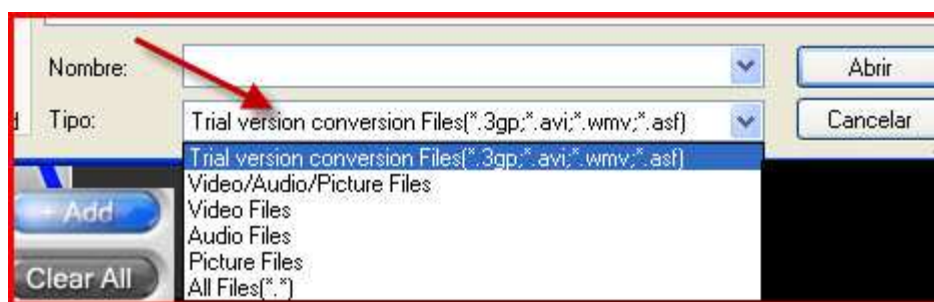 Nombre:
Abrir
Tipo:
Trial version conversion Files(*.3gp;*.avi;*.wmv;*.asf)
Cancelar
Trial version conversion Files(*.3gp;*.avi;*.wmv;*.asf)
Video/Audio/Picture Files
Video Files
Audio Files
Picture Files
All Files(*.*)
+ Add
Clear All